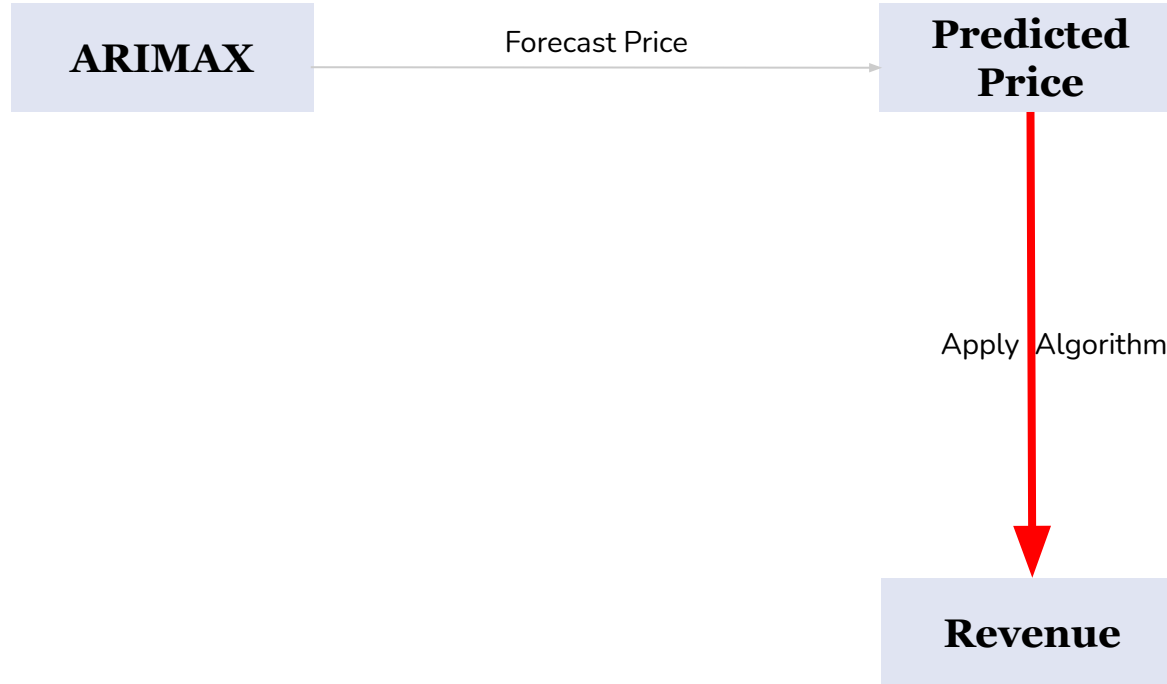 ARIMAX
Forecast Price
Predicted
Price
Apply Algorithm
Revenue